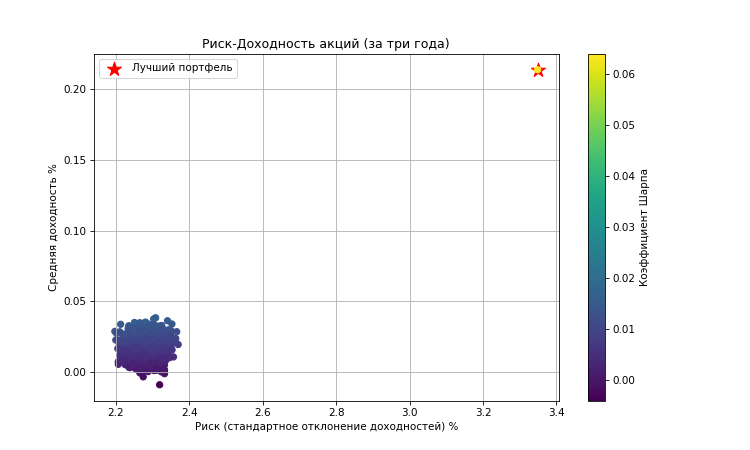 Риск-Доходность акций (за три года)
Лучший портфель
Средняя доходность %
0.20
0.15
0.10
0.05
0.00
2.2 2.4 2.6 2.8 3.0 3.2 3.4
Риск (стандартное отклонение доходностей) %
0.06
0.05
0.04
0.03
0.02
0.01
0.00
Коэффициент Шарпа